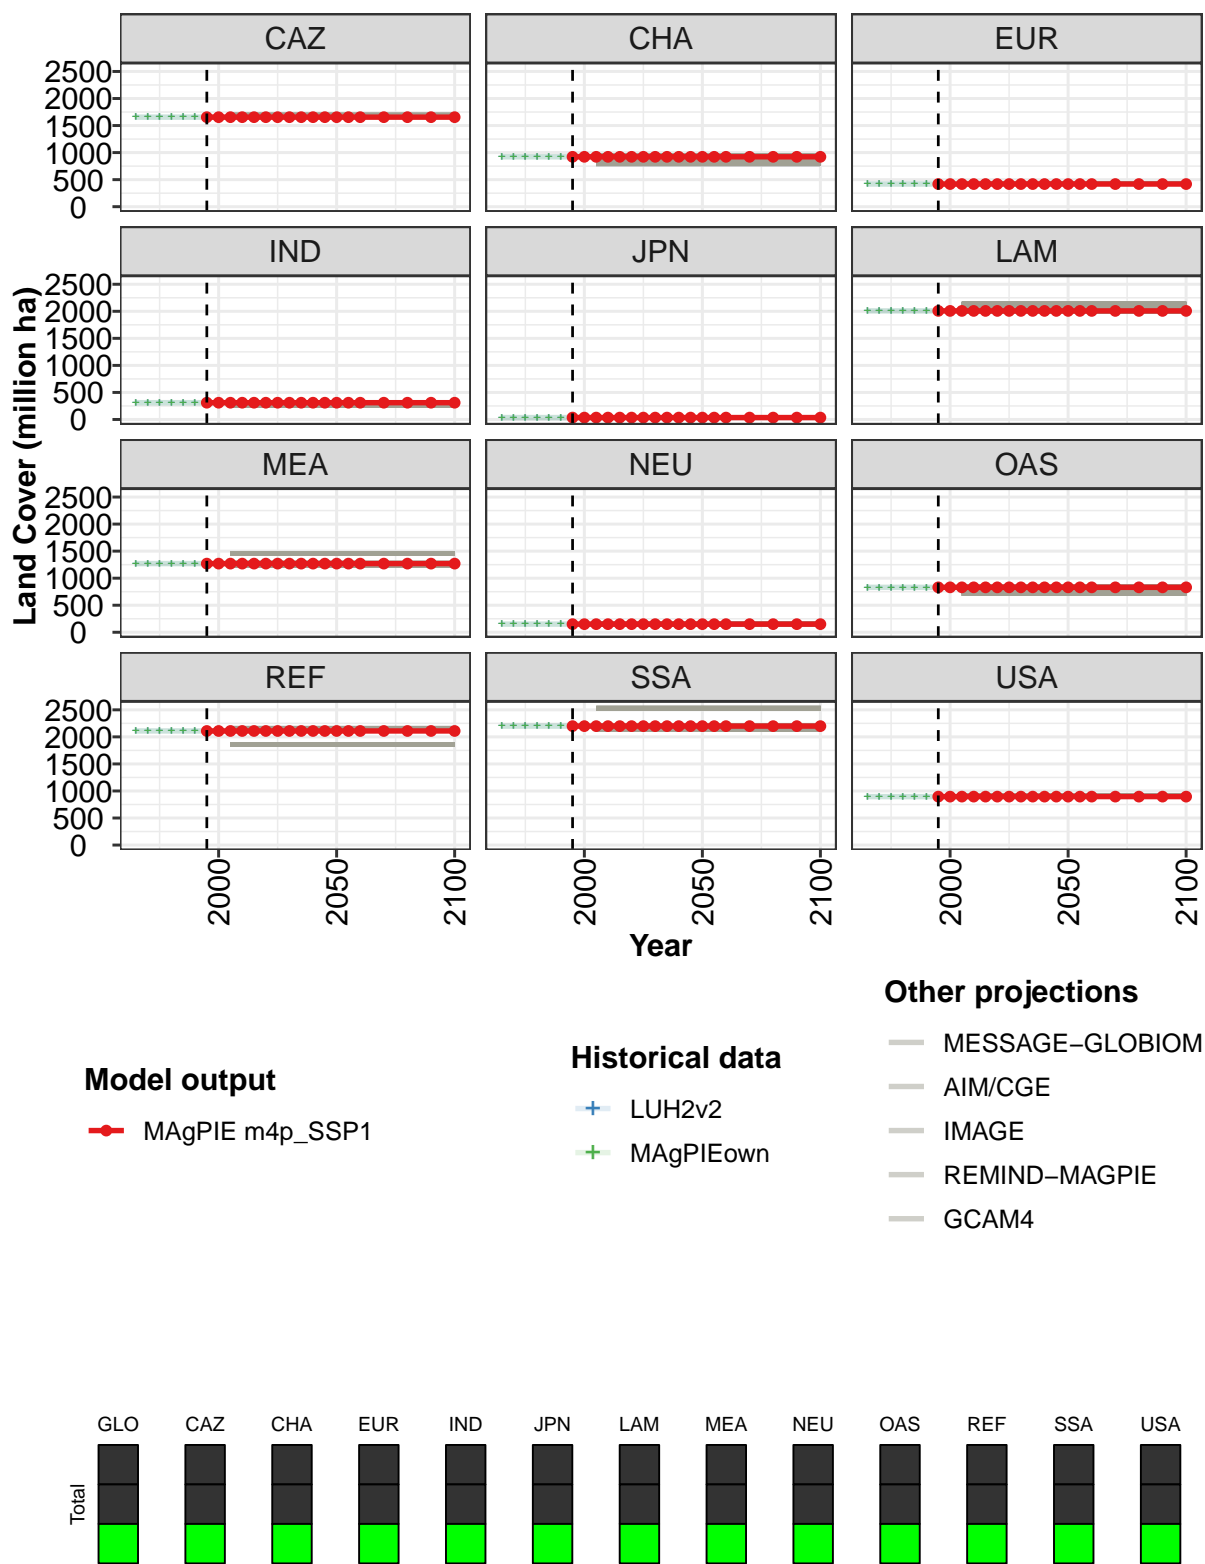 CAZ CHA EUR
2500
2000
1500
1000
500
0
IND JPN LAM
2500
2000
1500
1000
500
0
MEA NEU OAS
2500
2000
1500
1000
500
0
REF SSA USA
2500
2000
1500
1000
500
0
Land Cover (million ha)
2000 2050 2100 2000 2050 2100 2000 2050 2100
Year
Model output
MAgPIE m4p_SSP1
Historical data
LUH2v2
MAgPIEown
Other projections
MESSAGE−GLOBIOM
AIM/CGE
IMAGE
REMIND−MAGPIE
GCAM4
GLO CAZ CHA EUR IND JPN LAM MEA NEU OAS REF SSA USA
Total